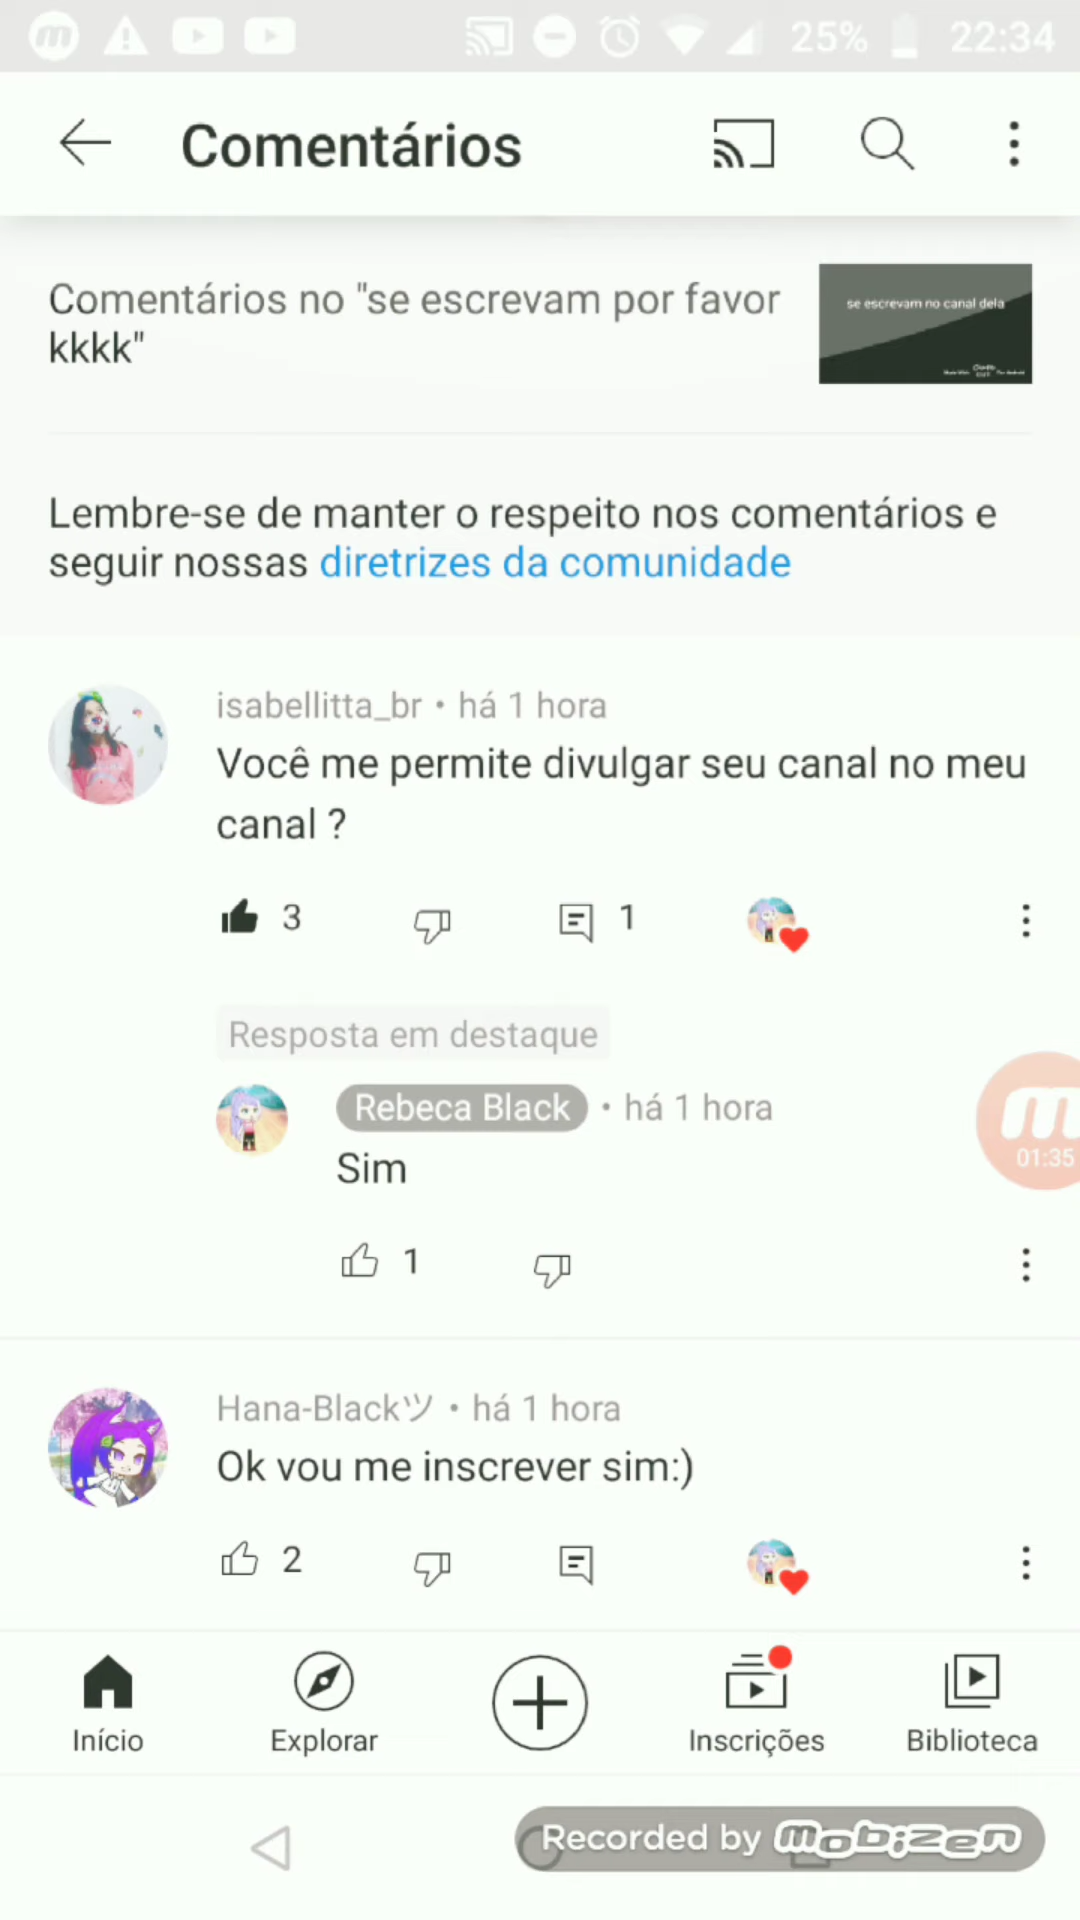 25% 22:34
Comentários
Comentários no "se escrevam por favor
kkkk"
se escrevam no canal dela
Lembre-se de manter o respeito nos comentários e
seguir nossas diretrizes da comunidade
isabellitta_br • há 1 hora
Você me permite divulgar seu canal no meu
canal ?
3 1
Resposta em destaque
Rebeca Black • há 1 hora
Sim
01:35
1
Hana-Blackツ • há 1 hora
Ok vou me inscrever sim:)
2
Início Explorar Inscrições Biblioteca
Recorded by mobizen